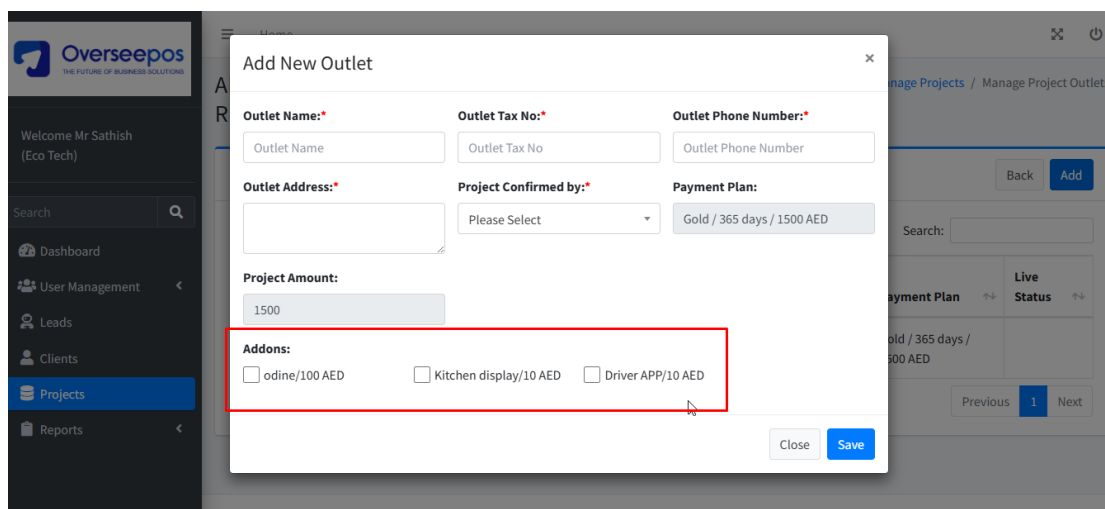 Overseepos
THE FUTURE OF BUSINESS SOLUTIONS
Welcome Mr Sathish
(Eco Tech)
Search
Dashboard
User Management
Leads
Clients
Projects
Reports
Home
A
R
nage Projects / Manage Project Outlet
Back Add
Search:
ayment Plan Live Status
old / 365 days /
500 AED
Previous 1 Next
Add New Outlet ×
Outlet Name:* Outlet Tax No:* Outlet Phone Number:*
Outlet Name Outlet Tax No Outlet Phone Number
Outlet Address:* Project Confirmed by:* Payment Plan:
Please Select Gold / 365 days / 1500 AED
Project Amount:
1500
Addons:
odine/100 AED Kitchen display/10 AED Driver APP/10 AED
Close Save